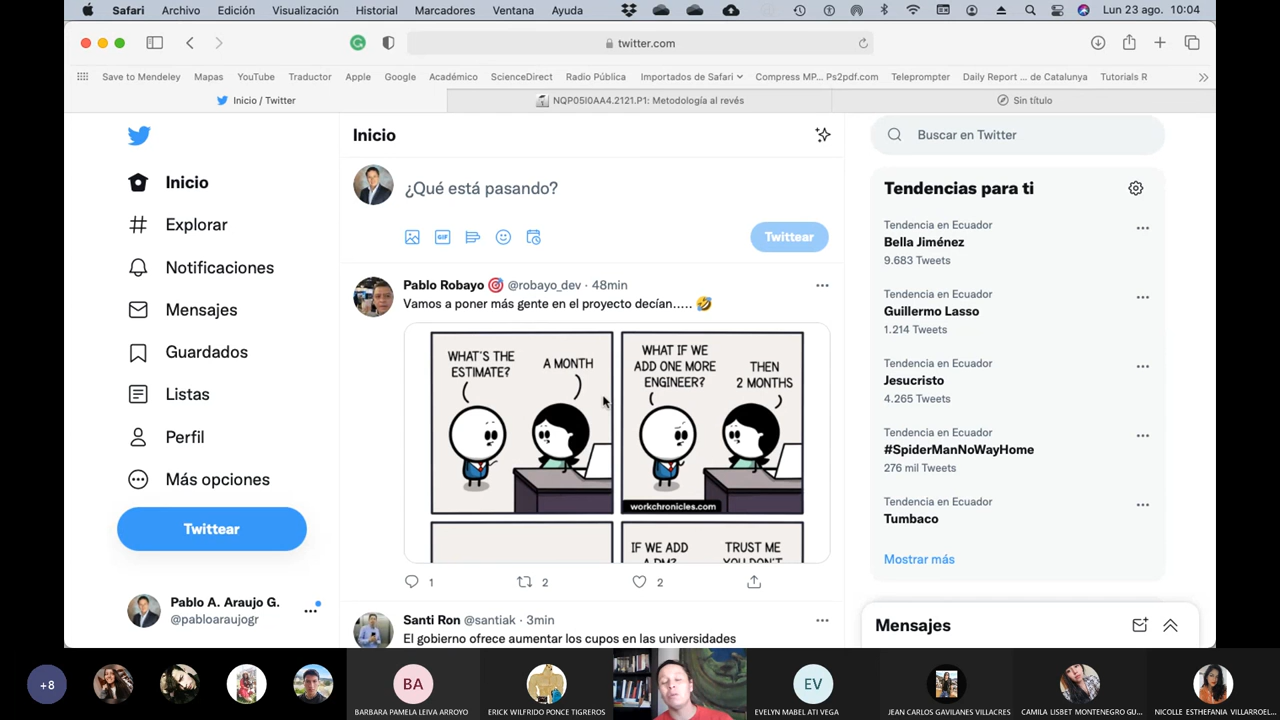 Safari Archivo Edición Visualización Historial Marcadores Ventana Ayuda Lun 23 ago. 10:04
twitter.com
Save to Mendeley Mapas YouTube Traductor Apple Google Académico ScienceDirect Radio Pública Importados de Safari Compress MP... Ps2pdf.com Teleprompter Daily Report ... de Catalunya Tutorials R
Inicio / Twitter NQP05I0AA4.2121.P1: Metodología al revés Sin título
Inicio
Explorar
Notificaciones
Mensajes
Guardados
Listas
Perfil
Más opciones
Twittear
Pablo A. Araujo G.
@pabloaraujogr
Inicio
¿Qué está pasando?
GIF
Twittear
Pablo Robayo 🎯 @robayo_dev · 48min
Vamos a poner más gente en el proyecto decían..... 🤣
WHAT'S THE
ESTIMATE?
A MONTH
WHAT IF WE
ADD ONE MORE
ENGINEER?
THEN
2 MONTHS
workchronicles.com
IF WE ADD
TRUST ME
1 2 2
Santi Ron @santiak · 3min
El gobierno ofrece aumentar los cupos en las universidades
Buscar en Twitter
Tendencias para ti
Tendencia en Ecuador
Bella Jiménez
9.683 Tweets
Tendencia en Ecuador
Guillermo Lasso
1.214 Tweets
Tendencia en Ecuador
Jesucristo
4.265 Tweets
Tendencia en Ecuador
#SpiderManNoWayHome
276 mil Tweets
Tendencia en Ecuador
Tumbaco
Mostrar más
Mensajes
+8
BA
BARBARA PAMELA LEIVA ARROYO
ERICK WILFRIDO PONCE TIGREROS
EV
EVELYN MABEL ATI VEGA
JEAN CARLOS GAVILANES VILLACRES
CAMILA LISBET MONTENEGRO GU...
NICOLLE ESTHEFANIA VILLARROEL...